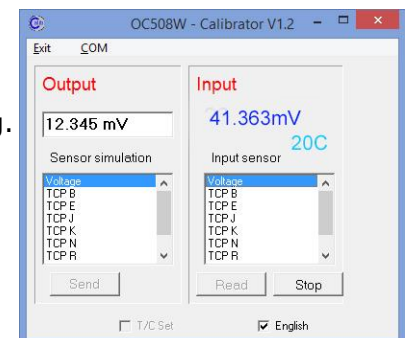 OC508W - Calibrator V1.2
Exit COM
Output
12.345 mV
Sensor simulation
Voltage
TCP B
TCP E
TCP J
TCP K
TCP N
TCP R
Send
Input
41.363mV
20C
Input sensor
Voltage
TCP B
TCP E
TCP J
TCP K
TCP N
TCP R
Read Stop
T/C Set English